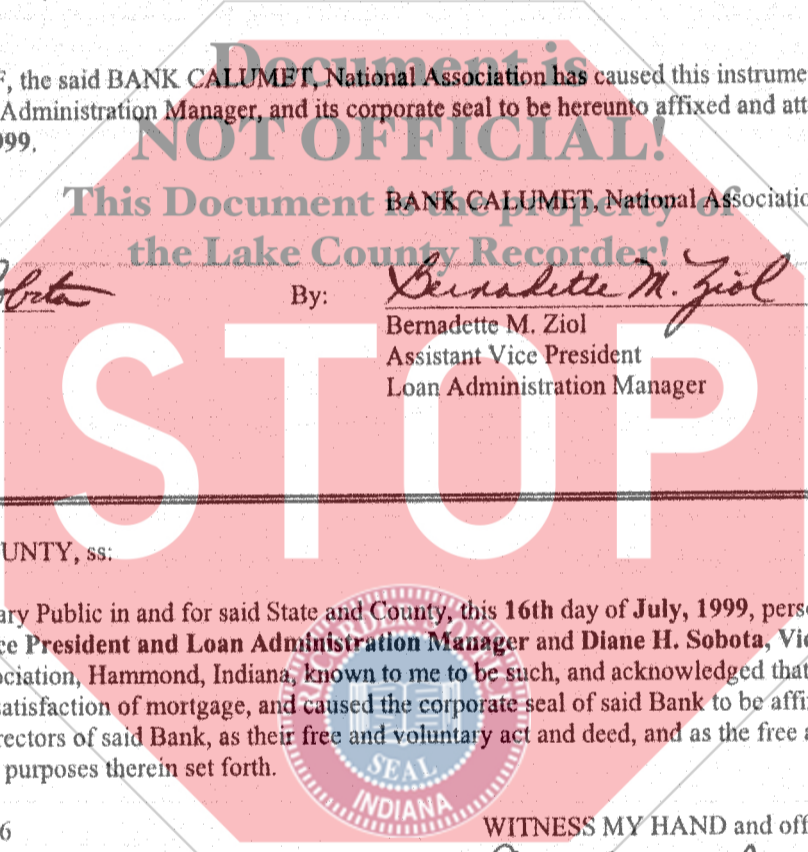 Document is
F, the said BANK CALUMET, National Association has caused this instrume
Administration Manager, and its corporate seal to be hereunto affixed and att
NOT OFFICIAL!
99.
This Document is the property of
BANK CALUMET, National Associatio
the Lake County Recorder!
obota By: Bernadette M. Ziol
Bernadette M. Ziol
Assistant Vice President
Loan Administration Manager
STOP
UNTY, ss:
ary Public in and for said State and County, this 16th day of July, 1999, perso
ce President and Loan Administration Manager and Diane H. Sobota, Vic
ociation, Hammond, Indiana, known to me to be such, and acknowledged that
atisfaction of mortgage, and caused the corporate seal of said Bank to be affi
rectors of said Bank, as their free and voluntary act and deed, and as the free a
purposes therein set forth.
SEAL
INDIANA
6 WITNESS MY HAND and off